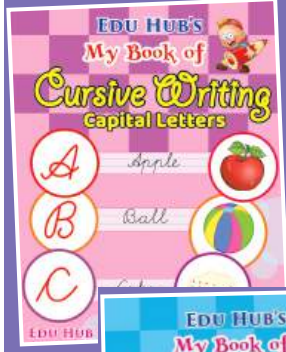 EDU HUB'S
My Book of
Cursive Writing
Capital Letters
A Apple
B Ball
C
EDU HUB
EDU HUB'S
My Book of